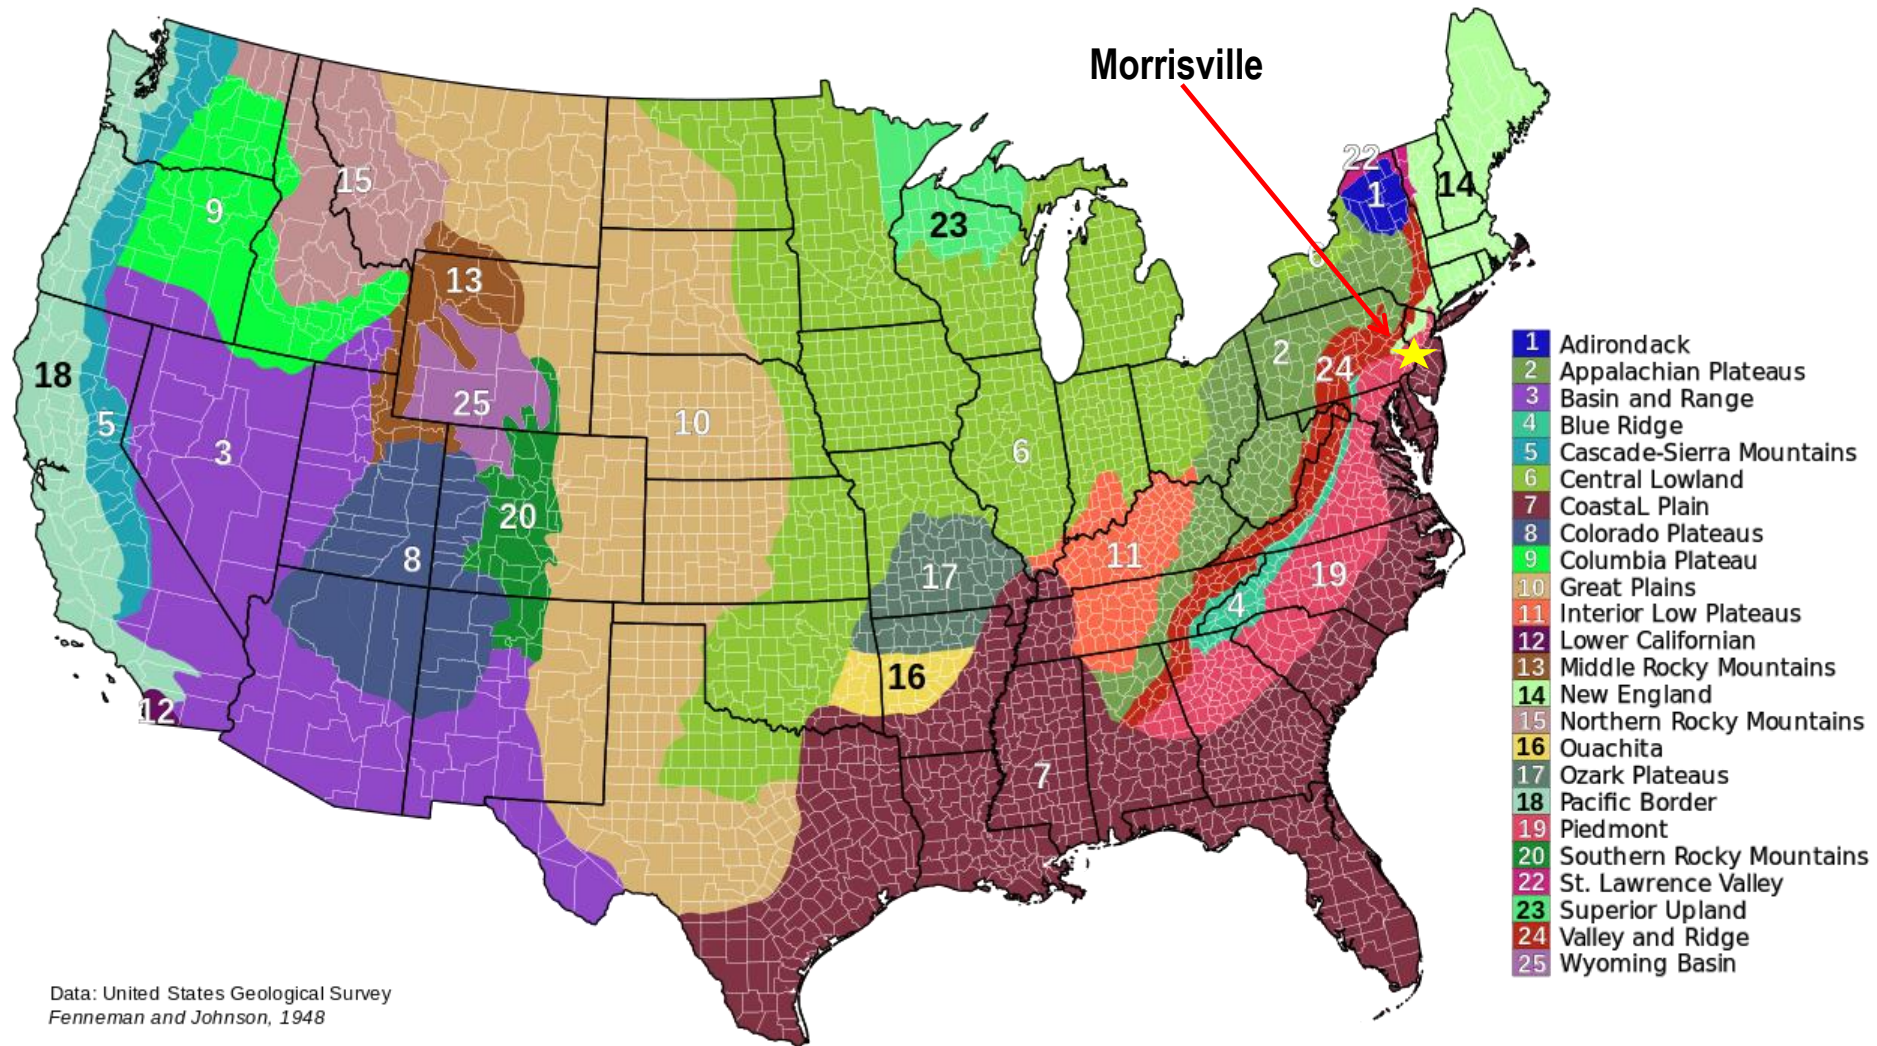 Morrisville
22
1
14
15
9
6
13
23
2
24
18
5
3
25
10
6
20
8
11
17
19
4
16
12
7
1 Adirondack
2 Appalachian Plateaus
3 Basin and Range
4 Blue Ridge
5 Cascade-Sierra Mountains
6 Central Lowland
7 CoastaL Plain
8 Colorado Plateaus
9 Columbia Plateau
10 Great Plains
11 Interior Low Plateaus
12 Lower Californian
13 Middle Rocky Mountains
14 New England
15 Northern Rocky Mountains
16 Ouachita
17 Ozark Plateaus
18 Pacific Border
19 Piedmont
20 Southern Rocky Mountains
22 St. Lawrence Valley
23 Superior Upland
24 Valley and Ridge
25 Wyoming Basin
Data: United States Geological Survey
Fenneman and Johnson, 1948